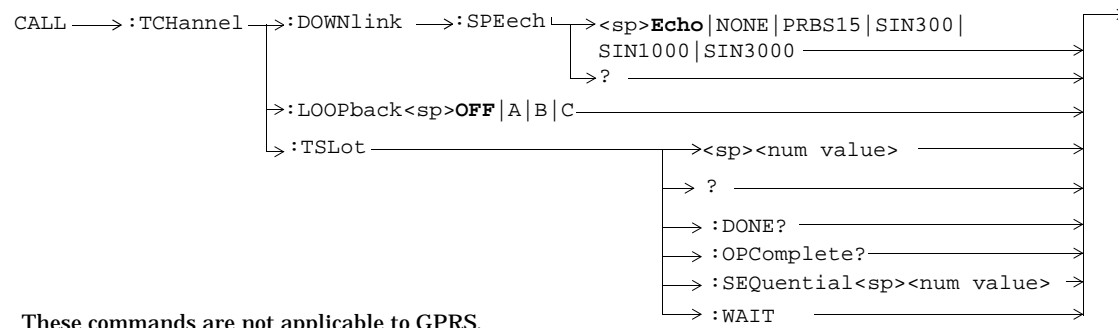 CALL :TCHannel :DOWNlink :SPEech <sp>Echo|NONE|PRBS15|SIN300|
SIN1000|SIN3000
?
:LOOPback<sp>OFF|A|B|C
:TSLot <sp><num value>
?
:DONE?
:OPComplete?
:SEQuential<sp><num value>
:WAIT
These commands are not applicable to GPRS.